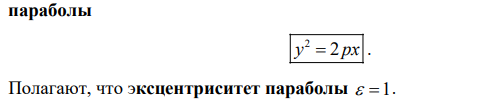 параболы
y² = 2px .
Полагают, что эксцентриситет параболы ε = 1.